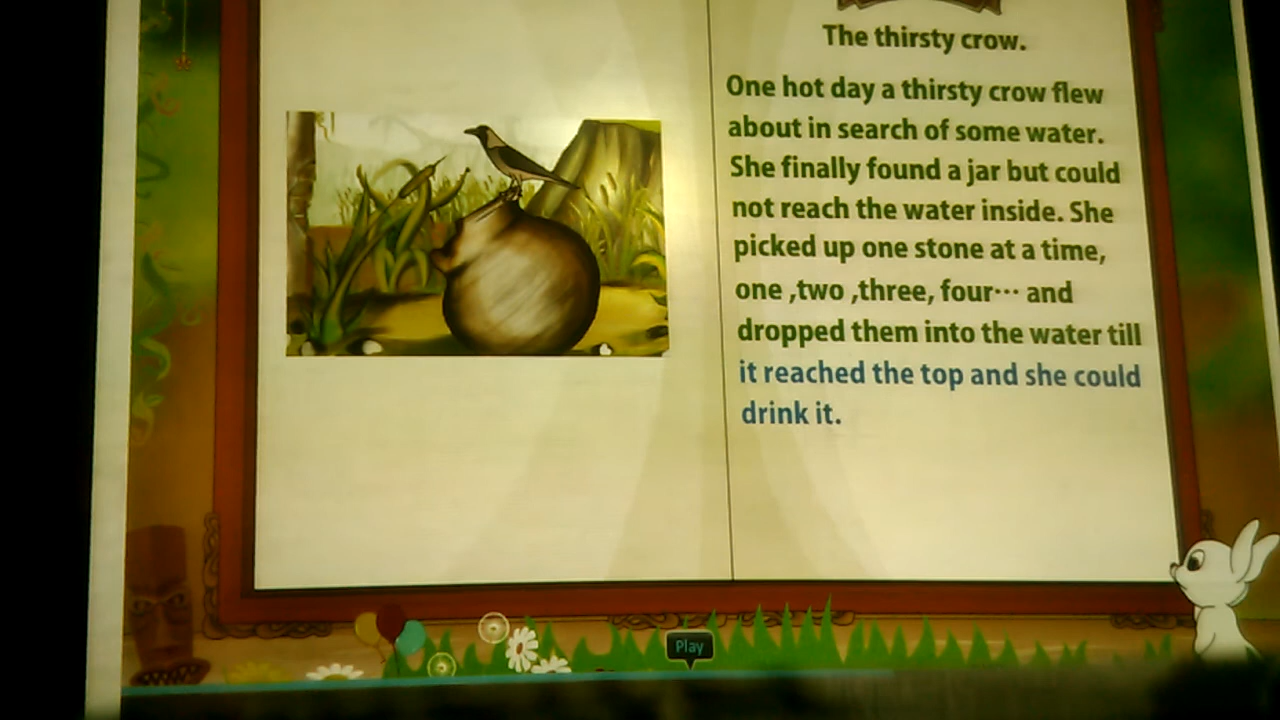 The thirsty crow.
One hot day a thirsty crow flew
about in search of some water.
She finally found a jar but could
not reach the water inside. She
picked up one stone at a time,
one ,two ,three, four··· and
dropped them into the water till
it reached the top and she could
drink it.
Play